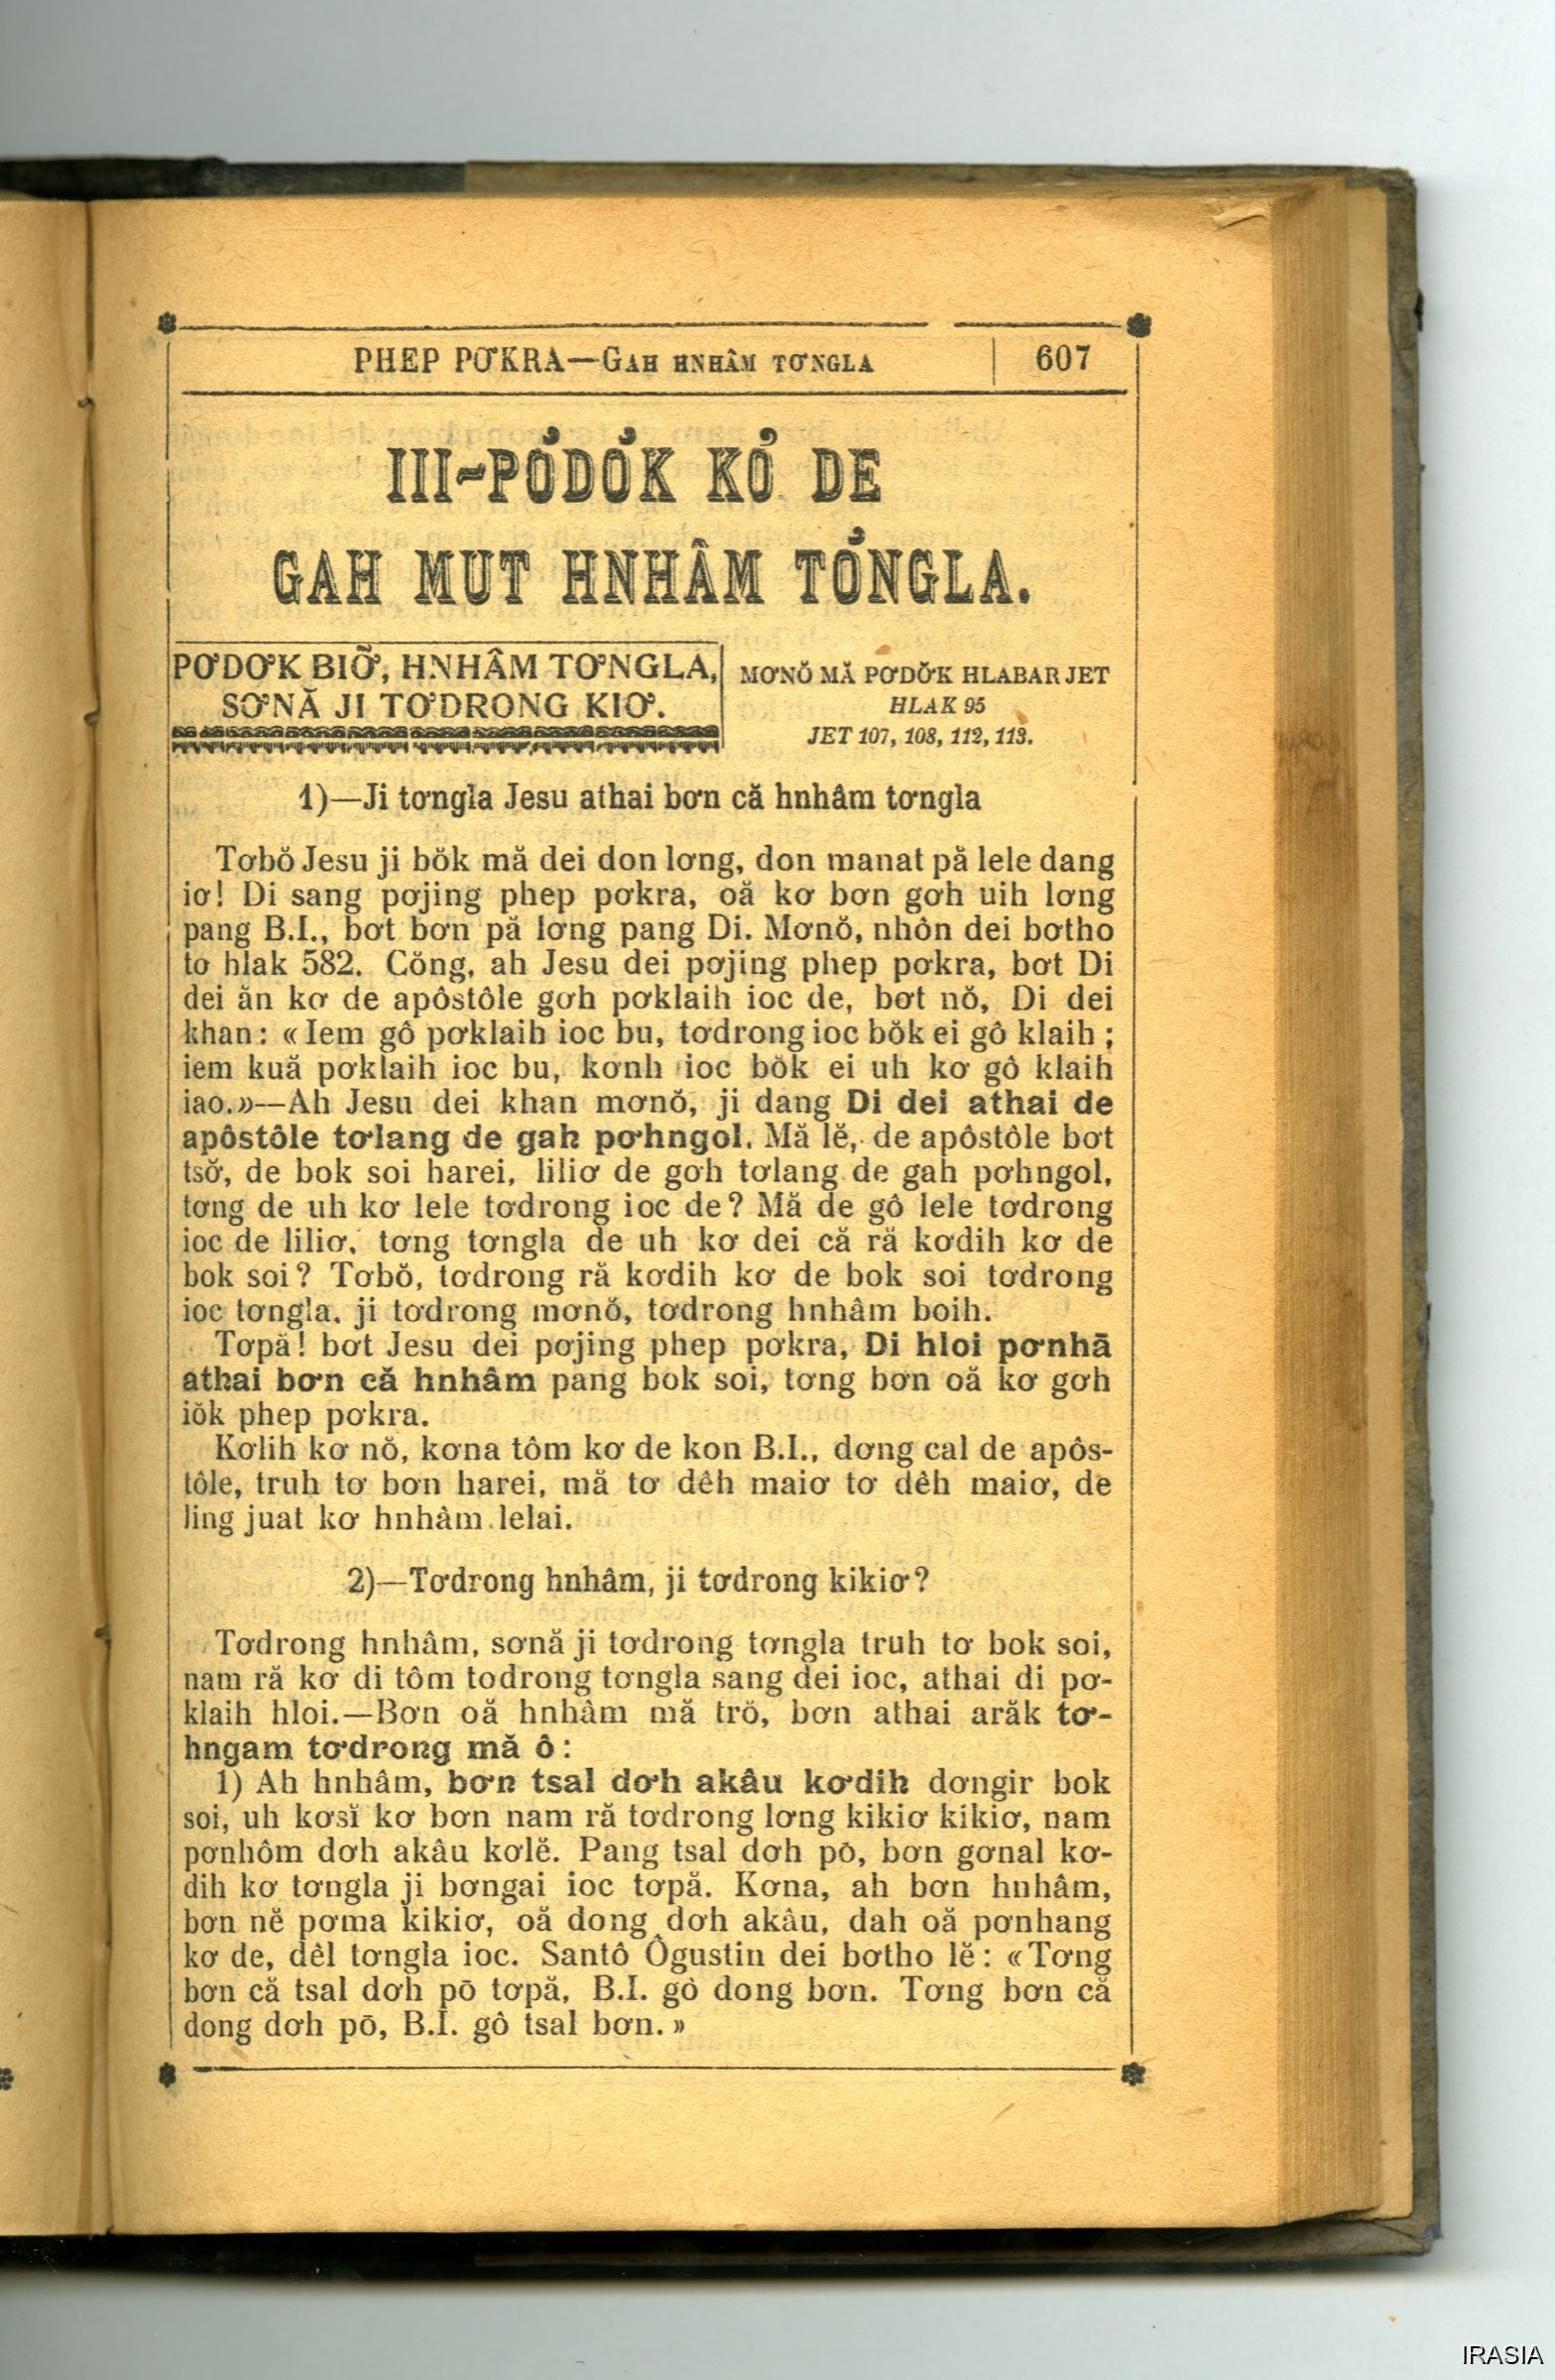 PHEP PƠKRA—GAH HNHÂM TƠNGLA 607
III~PƠ̆DƠ̆K KƠ̆ DE
GAH MUT HNHÂM TƠ̆NGLA.
PƠDƠK BIƠ̆, HNHÂM TƠNGLA,
SƠNĂ JI TƠDRONG KIƠ.
MƠNŎ MĂ PƠDƠ̆K HLABAR JET
HLAK 95
JET 107, 108, 112, 113.
1)—Ji tơngla Jesu athai bơn că hnhâm tơngla
Tơbŏ Jesu ji bŏk mă dei don lơng, don manat pă lele dang
iơ! Di sang pơjing phep pơkra, oă kơ bơn gơh uih lơng
pang B.I., bơt bơn pă lơng pang Di. Mơnŏ, nhôn dei bơtho
tơ hlak 582. Cŏng, ah Jesu dei pơjing phep pơkra, bơt Di
dei ăn kơ de apôstôle gơh pơklaih ioc de, bơt nŏ, Di dei
khan: «Iem gô pơklaih ioc bu, tơdrong ioc bŏk ei gô klaih;
iem kuă pơklaih ioc bu, kơnh ioc bŏk ei uh kơ gô klaih
iao.»—Ah Jesu dei khan mơnŏ, ji dang Di dei athai de
apôstôle tơlang de gah pơhngol. Mă lĕ, de apôstôle bơt
tsơ̆, de bok soi harei, liliơ de gơh tơlang de gah pơhngol,
tơng de uh kơ lele tơdrong ioc de? Mă de gô lele tơdrong
ioc de liliơ, tơng tơngla de uh kơ dei că ră kơdih kơ de
bok soi? Tơbŏ, tơdrong ră kơdih kơ de bok soi tơdrong
ioc tơngla, ji tơdrong mơnŏ, tơdrong hnhâm boih.
Tơpă! bơt Jesu dei pơjing phep pơkra, Di hloi pơnhā
athai bơn că hnhâm pang bok soi, tơng bơn oă kơ gơh
iŏk phep pơkra.
Kơlih kơ nŏ, kơna tôm kơ de kon B.I., dơng cal de apôs-
tôle, truh tơ bơn harei, mă tơ dêh maiơ tơ dêh maiơ, de
ling juat kơ hnhâm lelai.
2)—Tơdrong hnhâm, ji tơdrong kikiơ?
Tơdrong hnhâm, sơnă ji tơdrong tơngla truh tơ bok soi,
nam ră kơ di tôm todrong tơngla sang dei ioc, athai di pơ-
klaih hloi.—Bơn oă hnhâm mă trŏ, bơn athai arăk tơ-
hngam tơdrong mă ô:
1) Ah hnhâm, bơn tsal dơh akâu kơdih dơngir bok
soi, uh kơsĭ kơ bơn nam ră tơdrong lơng kikiơ kikiơ, nam
pơnhôm dơh akâu kơlĕ. Pang tsal dơh pō, bơn gơnal kơ-
dih kơ tơngla ji bơngai ioc tơpă. Kơna, ah bơn hnhâm,
bơn nĕ pơma kikiơ, oă dong dơh akâu, dah oă pơnhang
kơ de, dêl tơngla ioc. Santô Ôgustin dei bơtho lĕ: «Tơng
bơn că tsal dơh pō tơpă, B.I. gô dong bơn. Tơng bơn că
dong dơh pō, B.I. gô tsal bơn.»
IRASIA